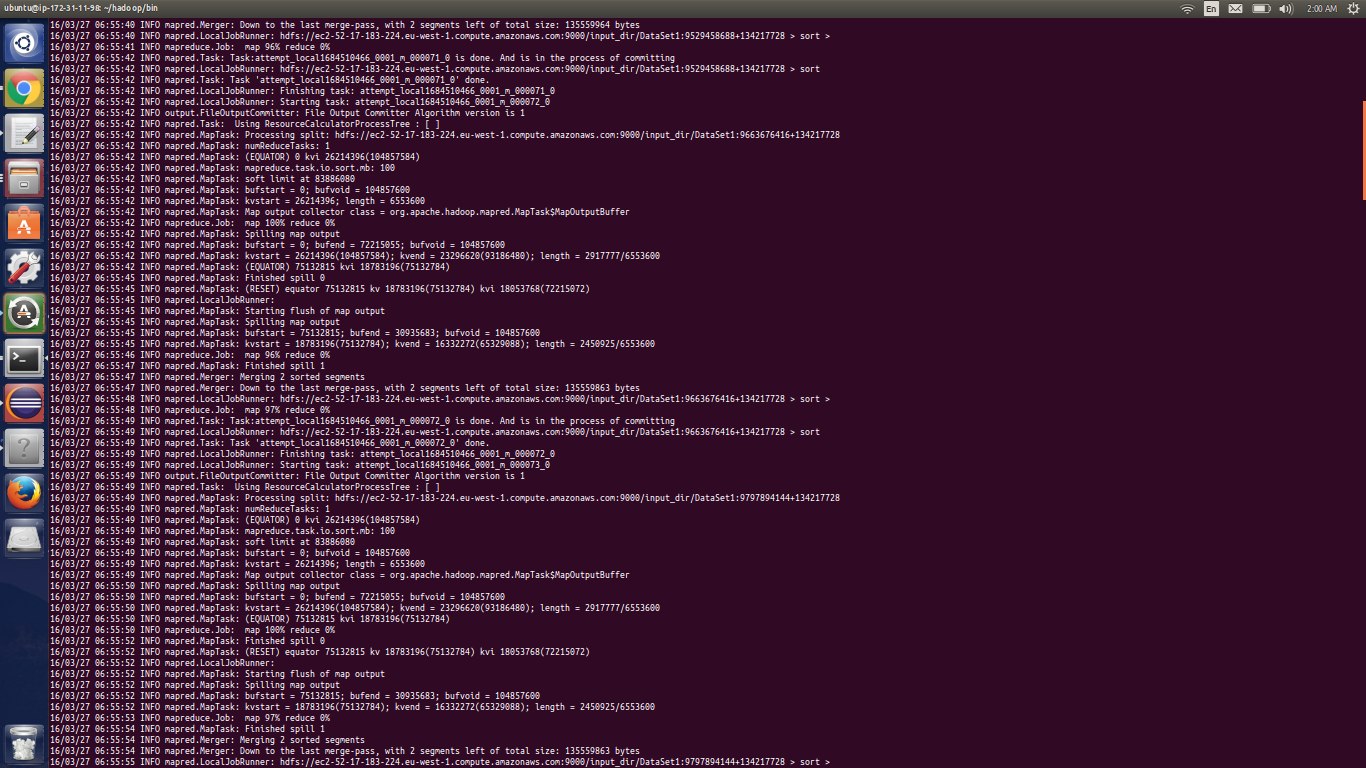 ubuntu@ip-172-31-11-98: ~/hadoop/bin
En
2:00 AM
16/03/27 06:55:40 INFO mapred.Merger: Down to the last merge-pass, with 2 segments left of total size: 135559964 bytes
16/03/27 06:55:40 INFO mapred.LocalJobRunner: hdfs://ec2-52-17-183-224.eu-west-1.compute.amazonaws.com:9000/input_dir/DataSet1:9529458688+134217728 > sort >
16/03/27 06:55:41 INFO mapreduce.Job:  map 96% reduce 0%
16/03/27 06:55:42 INFO mapred.Task: Task:attempt_local1684510466_0001_m_000071_0 is done. And is in the process of committing
16/03/27 06:55:42 INFO mapred.LocalJobRunner: hdfs://ec2-52-17-183-224.eu-west-1.compute.amazonaws.com:9000/input_dir/DataSet1:9529458688+134217728 > sort
16/03/27 06:55:42 INFO mapred.Task: Task 'attempt_local1684510466_0001_m_000071_0' done.
16/03/27 06:55:42 INFO mapred.LocalJobRunner: Finishing task: attempt_local1684510466_0001_m_000071_0
16/03/27 06:55:42 INFO mapred.LocalJobRunner: Starting task: attempt_local1684510466_0001_m_000072_0
16/03/27 06:55:42 INFO output.FileOutputCommitter: File Output Committer Algorithm version is 1
16/03/27 06:55:42 INFO mapred.Task:  Using ResourceCalculatorProcessTree : [ ]
16/03/27 06:55:42 INFO mapred.MapTask: Processing split: hdfs://ec2-52-17-183-224.eu-west-1.compute.amazonaws.com:9000/input_dir/DataSet1:9663676416+134217728
16/03/27 06:55:42 INFO mapred.MapTask: numReduceTasks: 1
16/03/27 06:55:42 INFO mapred.MapTask: (EQUATOR) 0 kvi 26214396(104857584)
16/03/27 06:55:42 INFO mapred.MapTask: mapreduce.task.io.sort.mb: 100
16/03/27 06:55:42 INFO mapred.MapTask: soft limit at 83886080
16/03/27 06:55:42 INFO mapred.MapTask: bufstart = 0; bufvoid = 104857600
16/03/27 06:55:42 INFO mapred.MapTask: kvstart = 26214396; length = 6553600
16/03/27 06:55:42 INFO mapred.MapTask: Map output collector class = org.apache.hadoop.mapred.MapTask$MapOutputBuffer
16/03/27 06:55:42 INFO mapreduce.Job:  map 100% reduce 0%
16/03/27 06:55:42 INFO mapred.MapTask: Spilling map output
16/03/27 06:55:42 INFO mapred.MapTask: bufstart = 0; bufend = 72215055; bufvoid = 104857600
16/03/27 06:55:42 INFO mapred.MapTask: kvstart = 26214396(104857584); kvend = 23296620(93186480); length = 2917777/6553600
16/03/27 06:55:42 INFO mapred.MapTask: (EQUATOR) 75132815 kvi 18783196(75132784)
16/03/27 06:55:45 INFO mapred.MapTask: Finished spill 0
16/03/27 06:55:45 INFO mapred.MapTask: (RESET) equator 75132815 kv 18783196(75132784) kvi 18053768(72215072)
16/03/27 06:55:45 INFO mapred.LocalJobRunner:
16/03/27 06:55:45 INFO mapred.MapTask: Starting flush of map output
16/03/27 06:55:45 INFO mapred.MapTask: Spilling map output
16/03/27 06:55:45 INFO mapred.MapTask: bufstart = 75132815; bufend = 30935683; bufvoid = 104857600
16/03/27 06:55:45 INFO mapred.MapTask: kvstart = 18783196(75132784); kvend = 16332272(65329088); length = 2450925/6553600
16/03/27 06:55:46 INFO mapreduce.Job:  map 96% reduce 0%
16/03/27 06:55:47 INFO mapred.MapTask: Finished spill 1
16/03/27 06:55:47 INFO mapred.Merger: Merging 2 sorted segments
16/03/27 06:55:47 INFO mapred.Merger: Down to the last merge-pass, with 2 segments left of total size: 135559863 bytes
16/03/27 06:55:48 INFO mapred.LocalJobRunner: hdfs://ec2-52-17-183-224.eu-west-1.compute.amazonaws.com:9000/input_dir/DataSet1:9663676416+134217728 > sort >
16/03/27 06:55:48 INFO mapreduce.Job:  map 97% reduce 0%
16/03/27 06:55:49 INFO mapred.Task: Task:attempt_local1684510466_0001_m_000072_0 is done. And is in the process of committing
16/03/27 06:55:49 INFO mapred.LocalJobRunner: hdfs://ec2-52-17-183-224.eu-west-1.compute.amazonaws.com:9000/input_dir/DataSet1:9663676416+134217728 > sort
16/03/27 06:55:49 INFO mapred.Task: Task 'attempt_local1684510466_0001_m_000072_0' done.
16/03/27 06:55:49 INFO mapred.LocalJobRunner: Finishing task: attempt_local1684510466_0001_m_000072_0
16/03/27 06:55:49 INFO mapred.LocalJobRunner: Starting task: attempt_local1684510466_0001_m_000073_0
16/03/27 06:55:49 INFO output.FileOutputCommitter: File Output Committer Algorithm version is 1
16/03/27 06:55:49 INFO mapred.Task:  Using ResourceCalculatorProcessTree : [ ]
16/03/27 06:55:49 INFO mapred.MapTask: Processing split: hdfs://ec2-52-17-183-224.eu-west-1.compute.amazonaws.com:9000/input_dir/DataSet1:9797894144+134217728
16/03/27 06:55:49 INFO mapred.MapTask: numReduceTasks: 1
16/03/27 06:55:49 INFO mapred.MapTask: (EQUATOR) 0 kvi 26214396(104857584)
16/03/27 06:55:49 INFO mapred.MapTask: mapreduce.task.io.sort.mb: 100
16/03/27 06:55:49 INFO mapred.MapTask: soft limit at 83886080
16/03/27 06:55:49 INFO mapred.MapTask: bufstart = 0; bufvoid = 104857600
16/03/27 06:55:49 INFO mapred.MapTask: kvstart = 26214396; length = 6553600
16/03/27 06:55:49 INFO mapred.MapTask: Map output collector class = org.apache.hadoop.mapred.MapTask$MapOutputBuffer
16/03/27 06:55:50 INFO mapred.MapTask: Spilling map output
16/03/27 06:55:50 INFO mapred.MapTask: bufstart = 0; bufend = 72215055; bufvoid = 104857600
16/03/27 06:55:50 INFO mapred.MapTask: kvstart = 26214396(104857584); kvend = 23296620(93186480); length = 2917777/6553600
16/03/27 06:55:50 INFO mapred.MapTask: (EQUATOR) 75132815 kvi 18783196(75132784)
16/03/27 06:55:50 INFO mapreduce.Job:  map 100% reduce 0%
16/03/27 06:55:52 INFO mapred.MapTask: Finished spill 0
16/03/27 06:55:52 INFO mapred.MapTask: (RESET) equator 75132815 kv 18783196(75132784) kvi 18053768(72215072)
16/03/27 06:55:52 INFO mapred.LocalJobRunner:
16/03/27 06:55:52 INFO mapred.MapTask: Starting flush of map output
16/03/27 06:55:52 INFO mapred.MapTask: Spilling map output
16/03/27 06:55:52 INFO mapred.MapTask: bufstart = 75132815; bufend = 30935683; bufvoid = 104857600
16/03/27 06:55:52 INFO mapred.MapTask: kvstart = 18783196(75132784); kvend = 16332272(65329088); length = 2450925/6553600
16/03/27 06:55:53 INFO mapreduce.Job:  map 97% reduce 0%
16/03/27 06:55:54 INFO mapred.MapTask: Finished spill 1
16/03/27 06:55:54 INFO mapred.Merger: Merging 2 sorted segments
16/03/27 06:55:54 INFO mapred.Merger: Down to the last merge-pass, with 2 segments left of total size: 135559863 bytes
16/03/27 06:55:55 INFO mapred.LocalJobRunner: hdfs://ec2-52-17-183-224.eu-west-1.compute.amazonaws.com:9000/input_dir/DataSet1:9797894144+134217728 > sort >